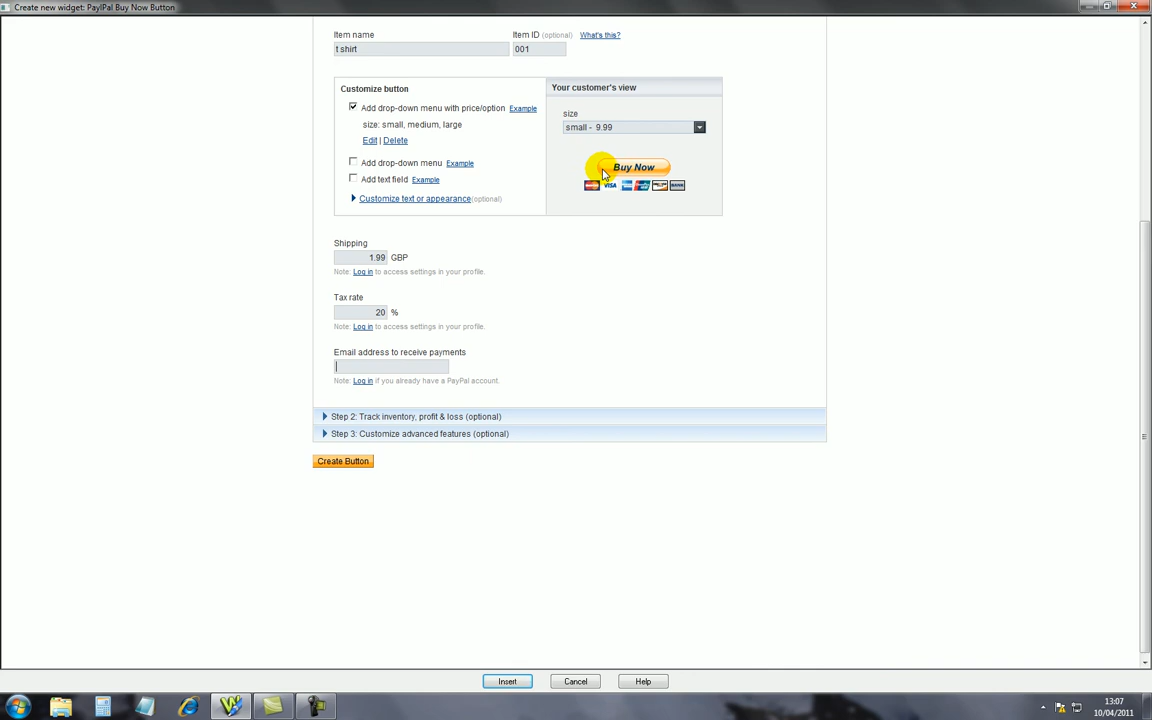 Create new widget: PaylPal Buy Now Button
Item name
Item ID (optional) What's this?
t shirt
001
Customize button
Your customer's view
Add drop-down menu with price/option Example
size: small, medium, large
Edit | Delete
size
small - 9.99
Add drop-down menu Example
Add text field Example
Customize text or appearance(optional)
Buy Now
VISA
Shipping
1.99 GBP
Note: Log in to access settings in your profile.
Tax rate
20 %
Note: Log in to access settings in your profile.
Email address to receive payments
Note: Log in if you already have a PayPal account.
Step 2: Track inventory, profit & loss (optional)
Step 3: Customize advanced features (optional)
Create Button
Insert
Cancel
Help
13:07
10/04/2011